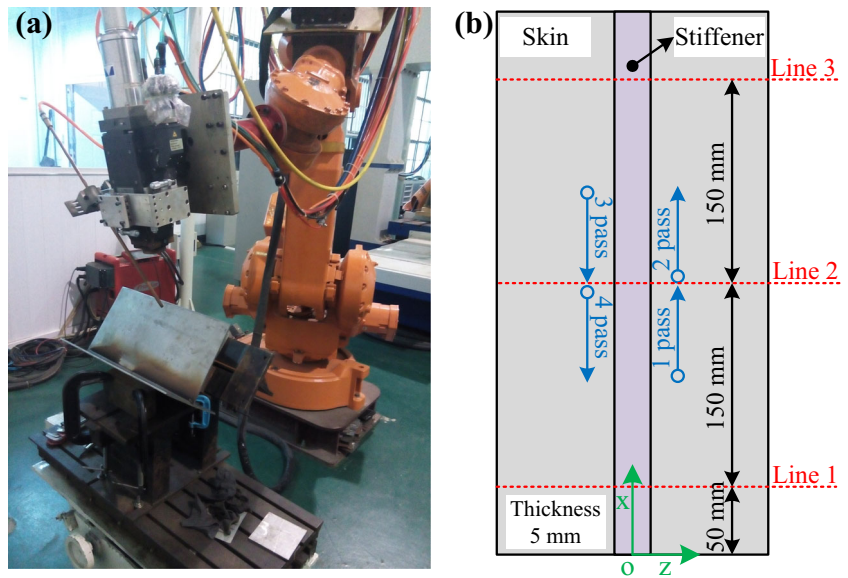 (a)
(b)
Skin
Stiffener
Line 3
150 mm
3 pass
2 pass
Line 2
4 pass
1 pass
150 mm
Line 1
Thickness
5 mm
x
50 mm
o
z